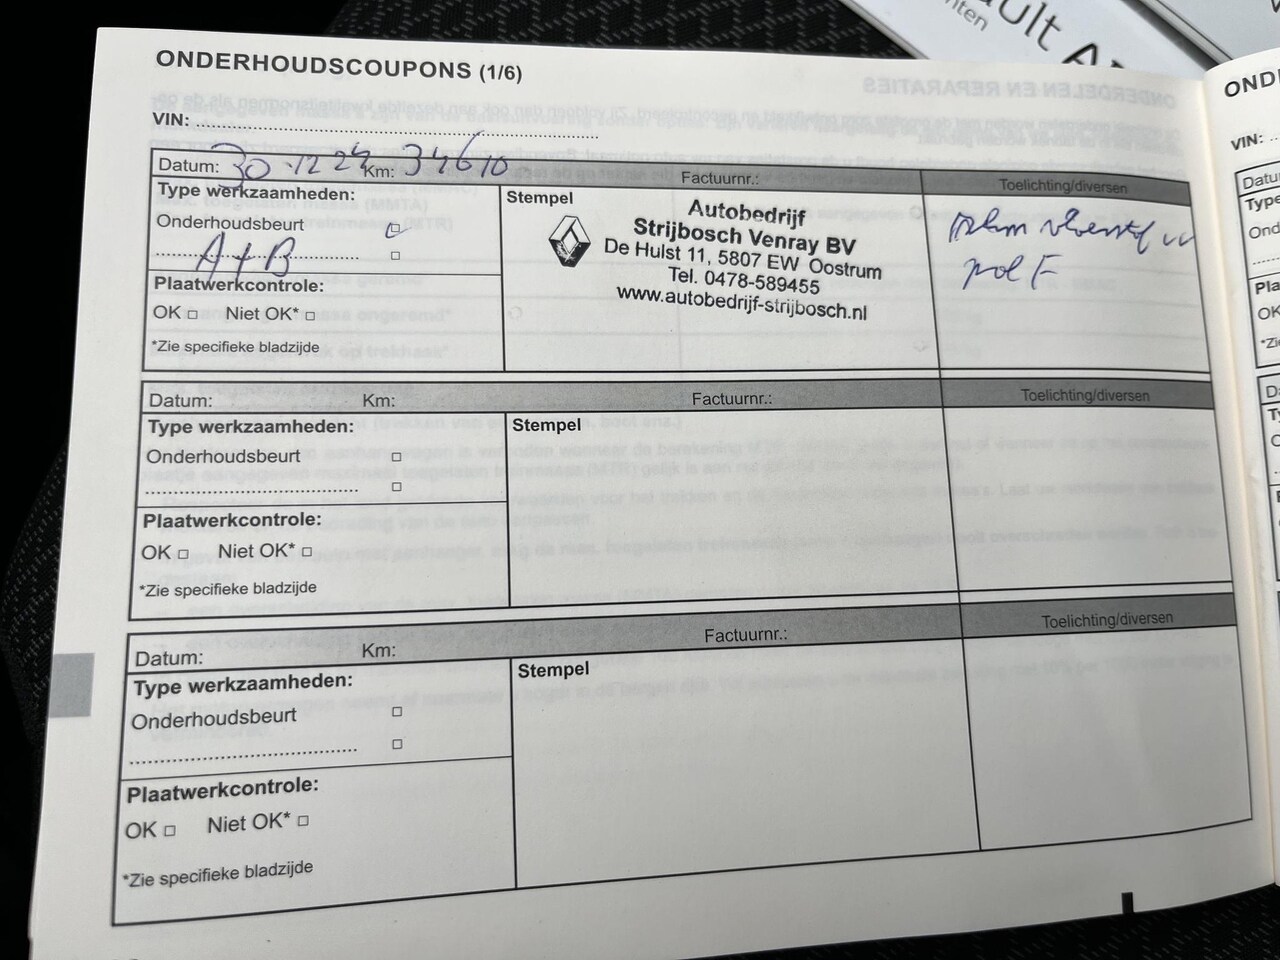 ault
nten
ONDERHOUDSCOUPONS (1/6)
VIN:
Datum: 30-12 24 Km: 34610 Factuurnr.: Toelichting/diversen
Type werkzaamheden:
Onderhoudsbeurt
A+B
Plaatwerkcontrole:
OK □ Niet OK* □
*Zie specifieke bladzijde
Stempel
Autobedrijf
Strijbosch Venray BV
De Hulst 11, 5807 EW Oostrum
Tel. 0478-589455
www.autobedrijf-strijbosch.nl
Datum: Km: Factuurnr.: Toelichting/diversen
Type werkzaamheden:
Onderhoudsbeurt □
□
Plaatwerkcontrole:
OK □ Niet OK* □
*Zie specifieke bladzijde
Stempel
Datum: Km: Factuurnr.: Toelichting/diversen
Type werkzaamheden:
Onderhoudsbeurt □
□
Plaatwerkcontrole:
OK □ Niet OK* □
*Zie specifieke bladzijde
Stempel
VIN: